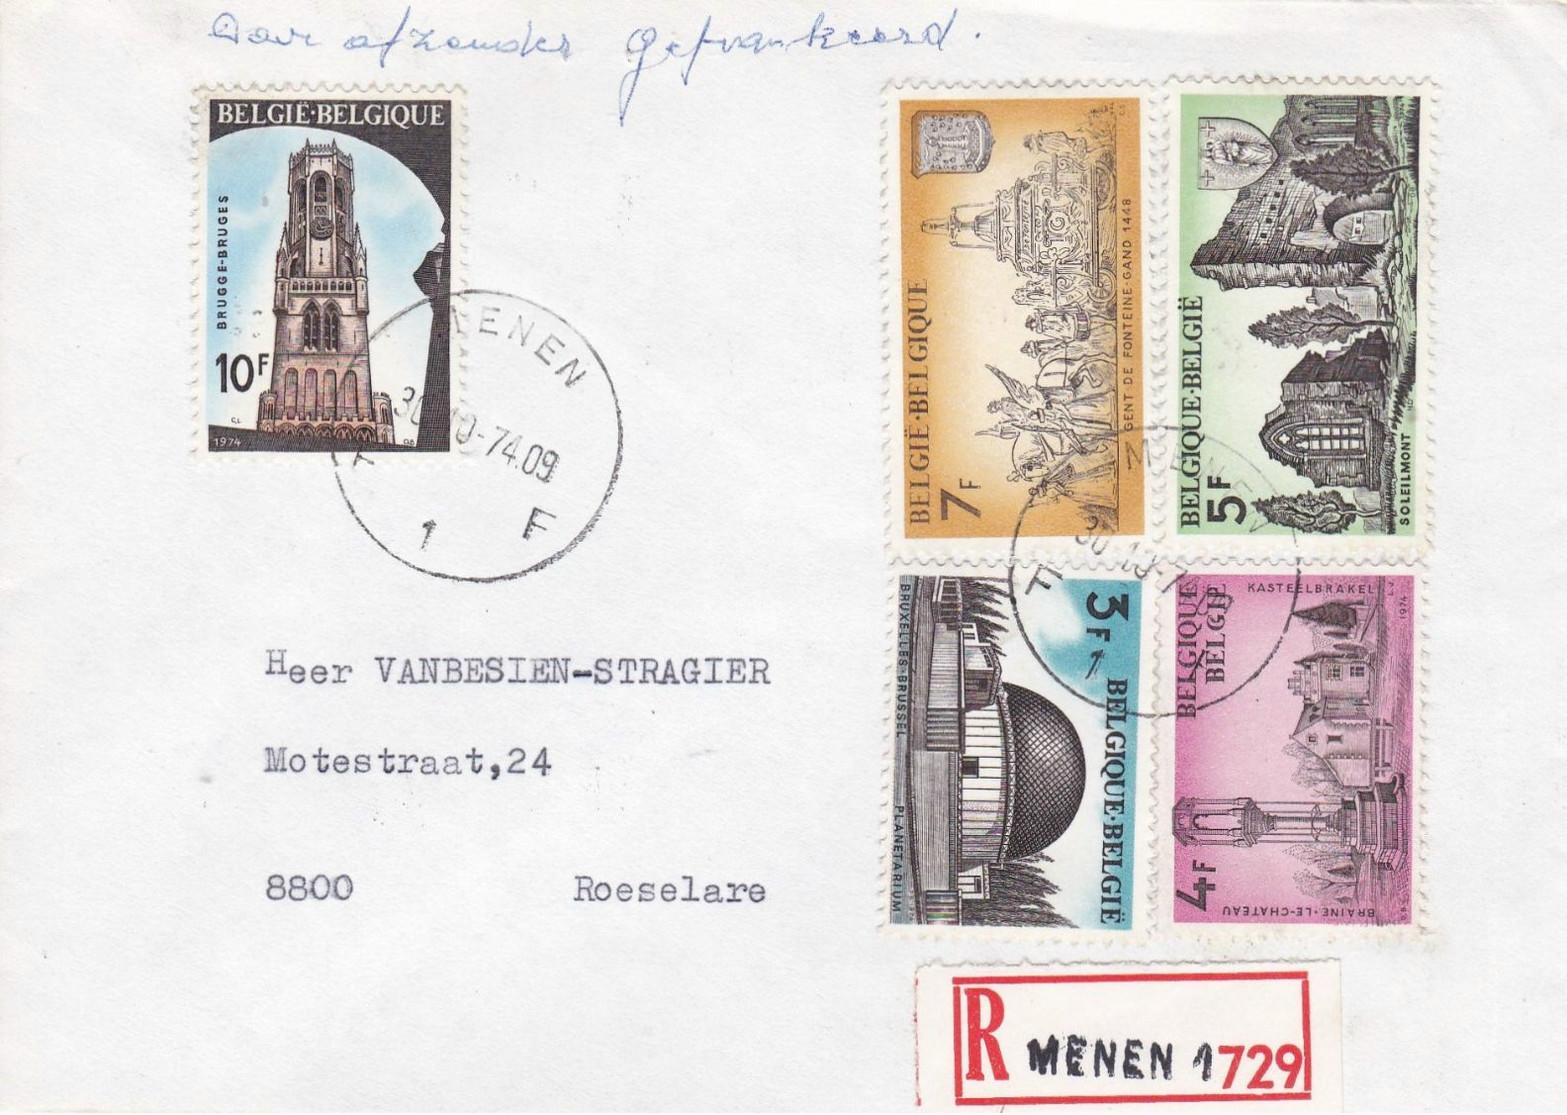 Door afzender gefrankeerd.
BELGIË·BELGIQUE
BRUGGE-BRUGES
10F
1974
MENEN
30-10-74.09
1 F
BELGIË·BELGIQUE
7F
GENT DE FONTEINE·GAND 1448
BELGIQUE·BELGIË
5F
SOLEILMONT
3F
BELGIQUE·BELGIË
BRUXELLES·BRUSSEL
PLANETARIUM
BELGIQUE
BELGIË
KASTEELBRAKEL
1974
4F
BRAINE·LE·CHATEAU
Heer VANBESIEN-STRAGIER
Motestraat,24
8800 Roeselare
R MENEN 1 729